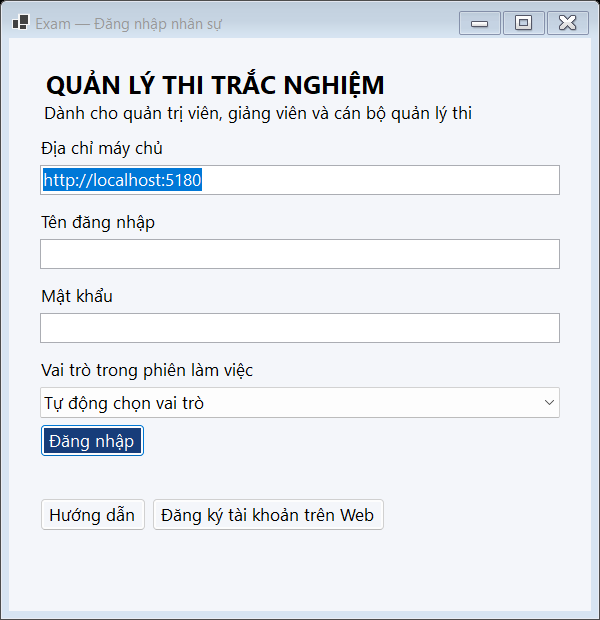 Exam — Đăng nhập nhân sự
QUẢN LÝ THI TRẮC NGHIỆM
Dành cho quản trị viên, giảng viên và cán bộ quản lý thi
Địa chỉ máy chủ
http://localhost:5180
Tên đăng nhập
Mật khẩu
Vai trò trong phiên làm việc
Tự động chọn vai trò
Đăng nhập
Hướng dẫn
Đăng ký tài khoản trên Web